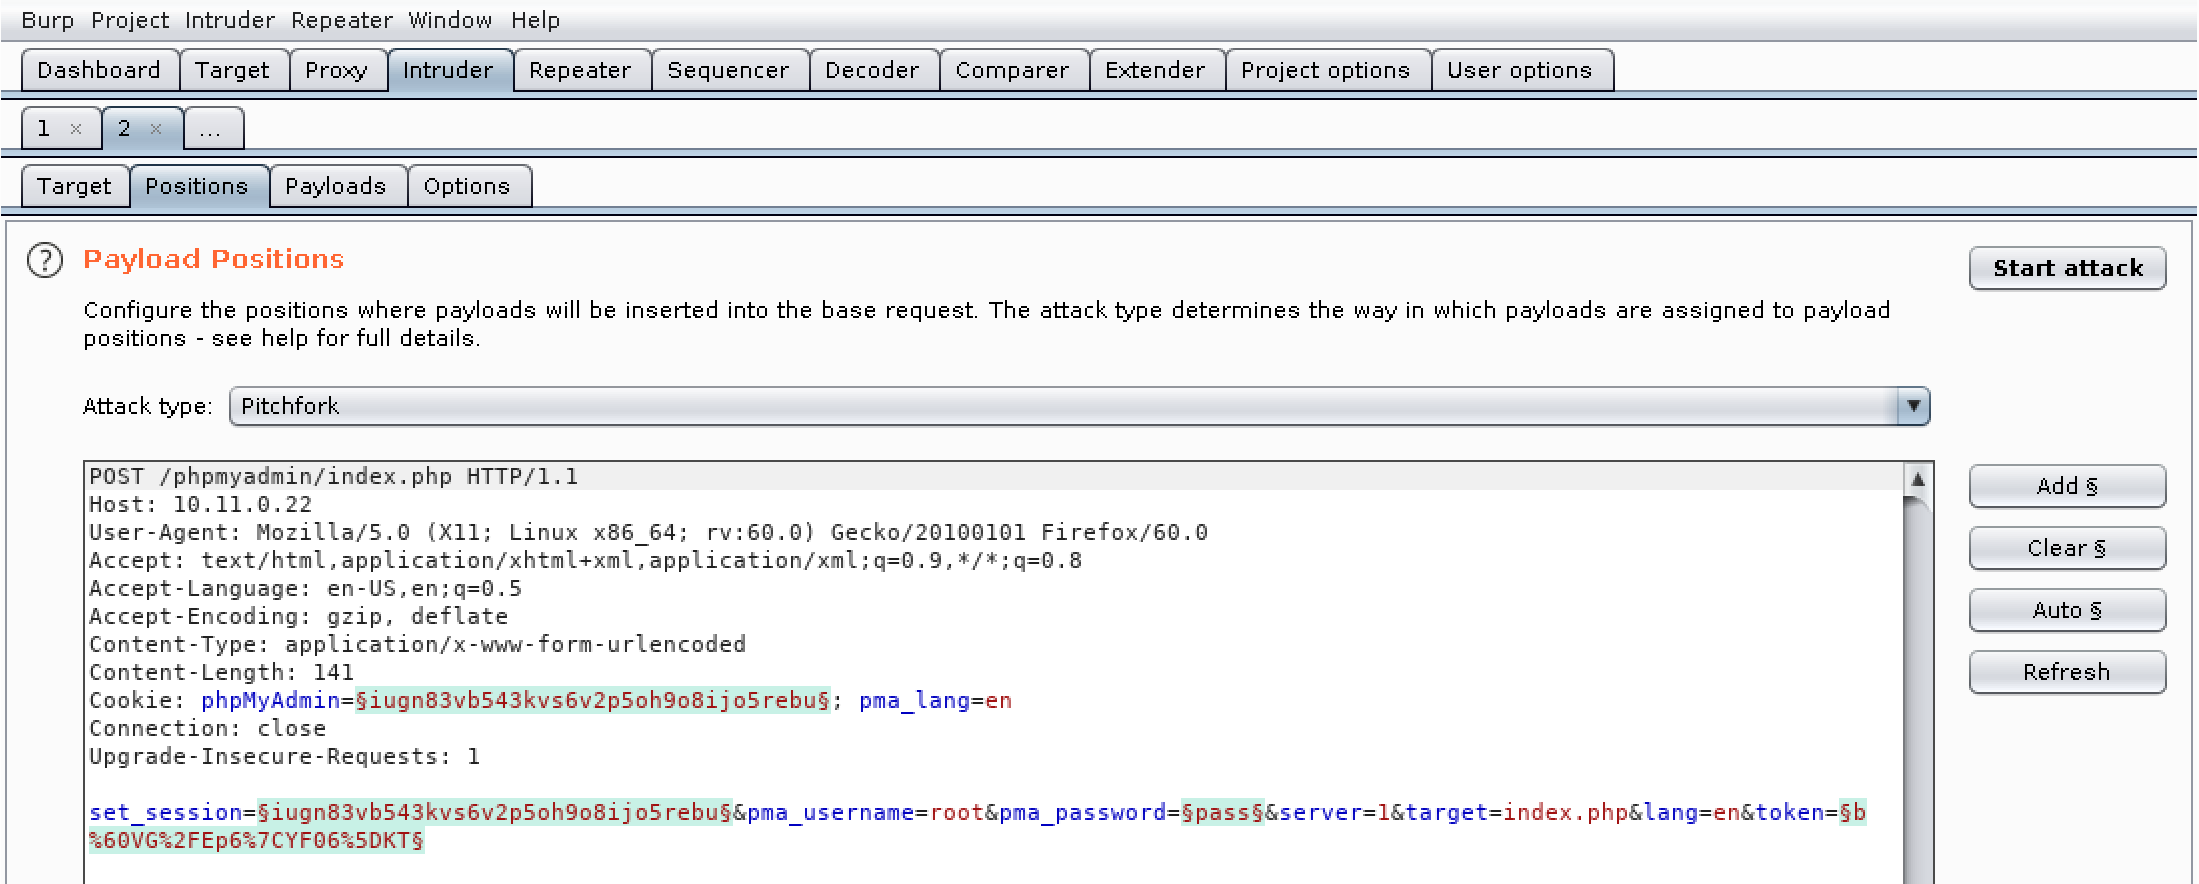 Burp Project Intruder Repeater Window Help
Dashboard Target Proxy Intruder Repeater Sequencer Decoder Comparer Extender Project options User options
1 × 2 × ...
Target Positions Payloads Options
? Payload Positions
Start attack
Configure the positions where payloads will be inserted into the base request. The attack type determines the way in which payloads are assigned to payload
positions - see help for full details.
Attack type: Pitchfork
POST /phpmyadmin/index.php HTTP/1.1
Host: 10.11.0.22
User-Agent: Mozilla/5.0 (X11; Linux x86_64; rv:60.0) Gecko/20100101 Firefox/60.0
Accept: text/html,application/xhtml+xml,application/xml;q=0.9,*/*;q=0.8
Accept-Language: en-US,en;q=0.5
Accept-Encoding: gzip, deflate
Content-Type: application/x-www-form-urlencoded
Content-Length: 141
Cookie: phpMyAdmin=§iugn83vb543kvs6v2p5oh9o8ijo5rebu§; pma_lang=en
Connection: close
Upgrade-Insecure-Requests: 1
set_session=§iugn83vb543kvs6v2p5oh9o8ijo5rebu§&pma_username=root&pma_password=§pass§&server=1&target=index.php&lang=en&token=§b
%60VG%2FEp6%7CYF06%5DKT§
Add §
Clear §
Auto §
Refresh